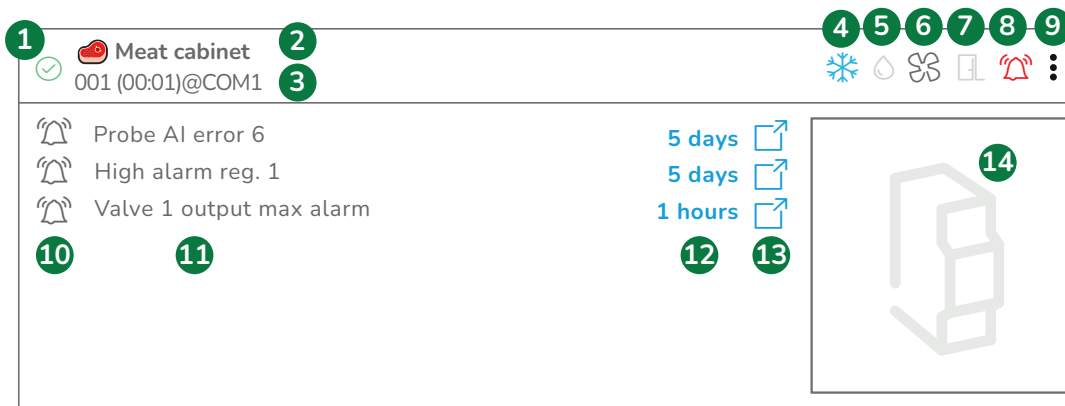 1 Meat cabinet 2 4 5 6 7 8 9
001 (00:01)@COM1 3
Probe AI error 6 5 days
High alarm reg. 1 5 days 14
Valve 1 output max alarm 1 hours
10 11 12 13